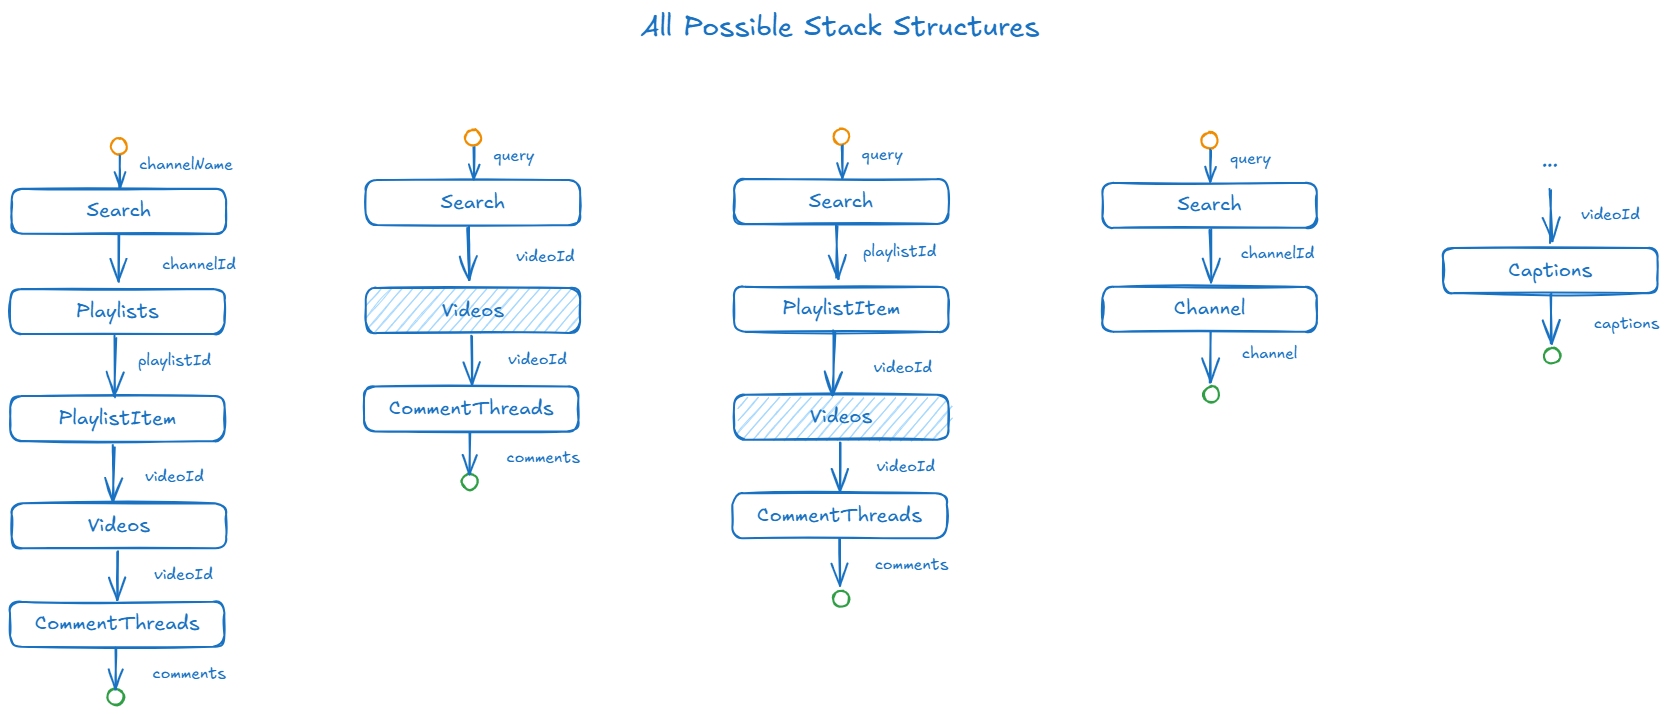 All Possible Stack Structures
channelName
Search
channelId
Playlists
playlistId
PlaylistItem
videoId
Videos
videoId
CommentThreads
comments
query
Search
videoId
Videos
videoId
CommentThreads
comments
query
Search
playlistId
PlaylistItem
videoId
Videos
videoId
CommentThreads
comments
query
Search
channelId
Channel
channel
...
videoId
Captions
captions